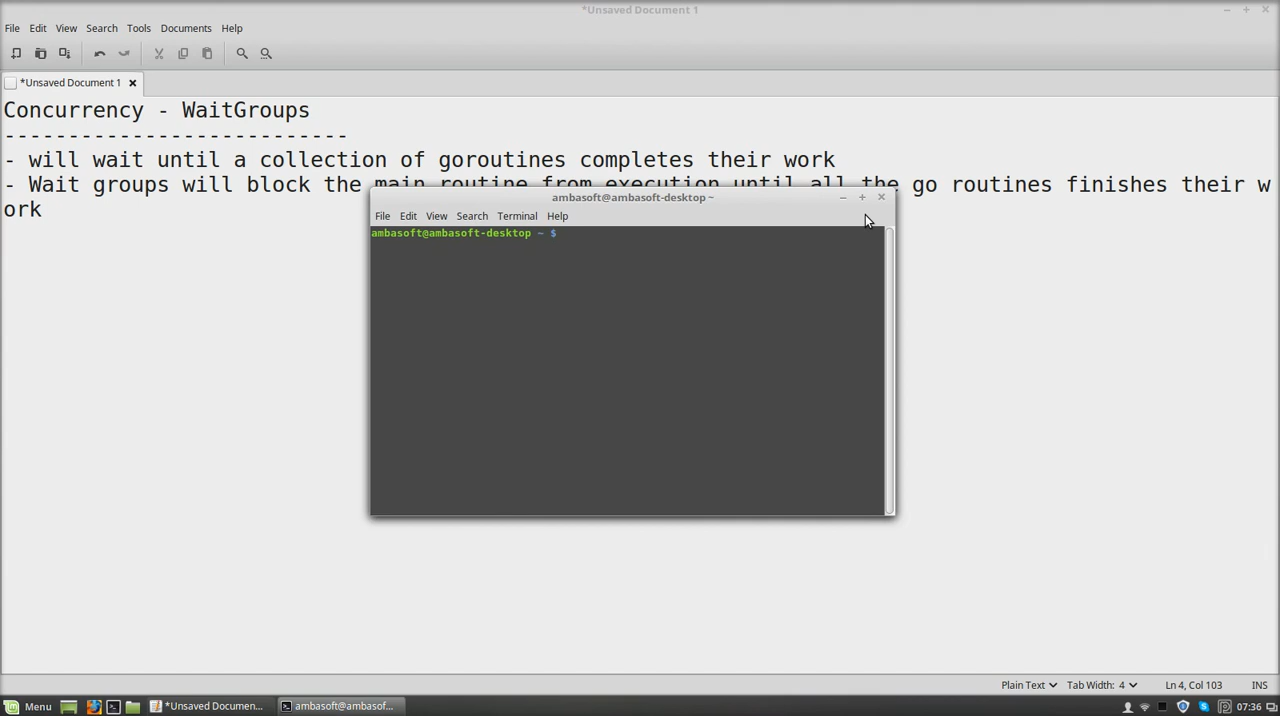 *Unsaved Document 1
File Edit View Search Tools Documents Help
*Unsaved Document 1
Concurrency - WaitGroups
---------------------------
- will wait until a collection of goroutines completes their work
- Wait groups will block the main routine from execution until all the go routines finishes their w
ork
ambasoft@ambasoft-desktop ~
File Edit View Search Terminal Help
ambasoft@ambasoft-desktop ~ $
Plain Text Tab Width: 4 Ln 4, Col 103 INS
Menu *Unsaved Documen... ambasoft@ambasof... 07:36